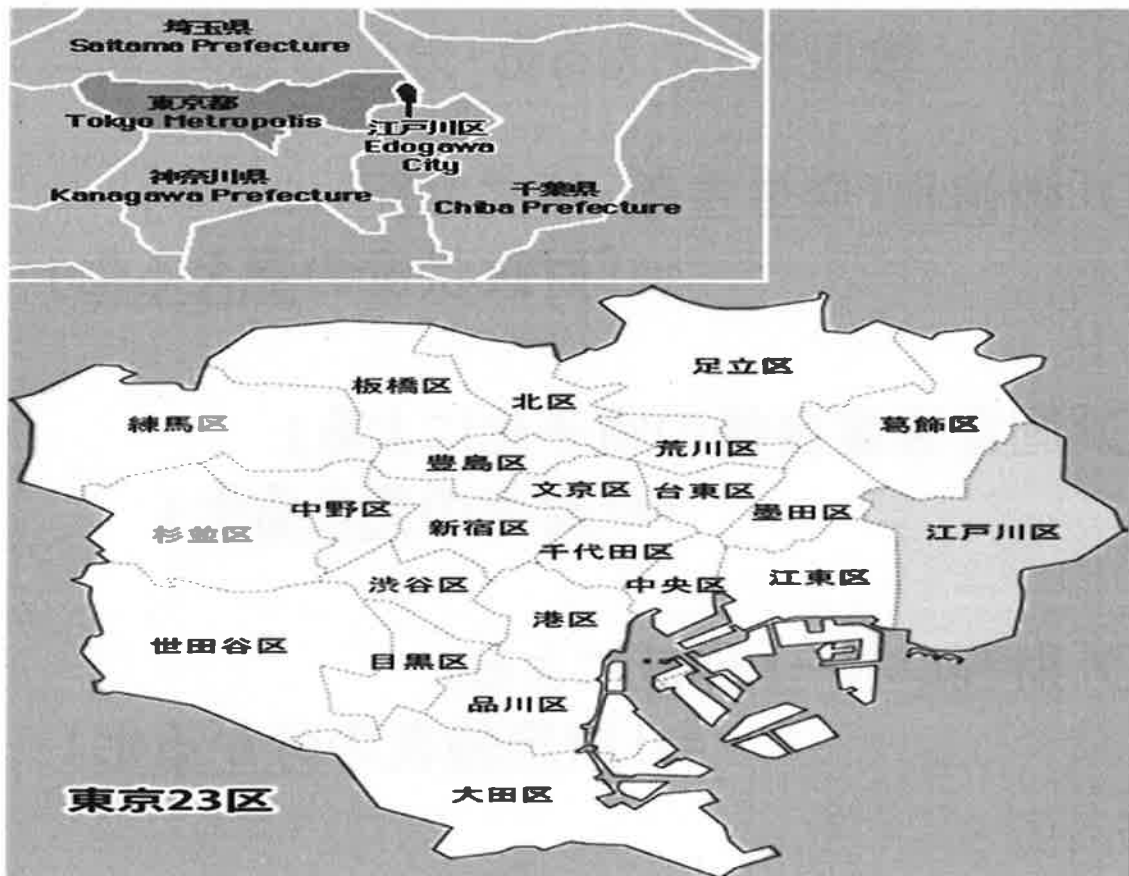 埼玉県
Saitama Prefecture
東京都
Tokyo Metropolis
江戸川区
Edogawa
City
神奈川県
Kanagawa Prefecture
千葉県
Chiba Prefecture
足立区
板橋区
北区
練馬区
葛飾区
荒川区
豊島区
文京区
台東区
中野区
墨田区
杉並区
新宿区
江戸川区
千代田区
渋谷区
中央区
江東区
世田谷区
港区
目黒区
品川区
大田区
東京23区